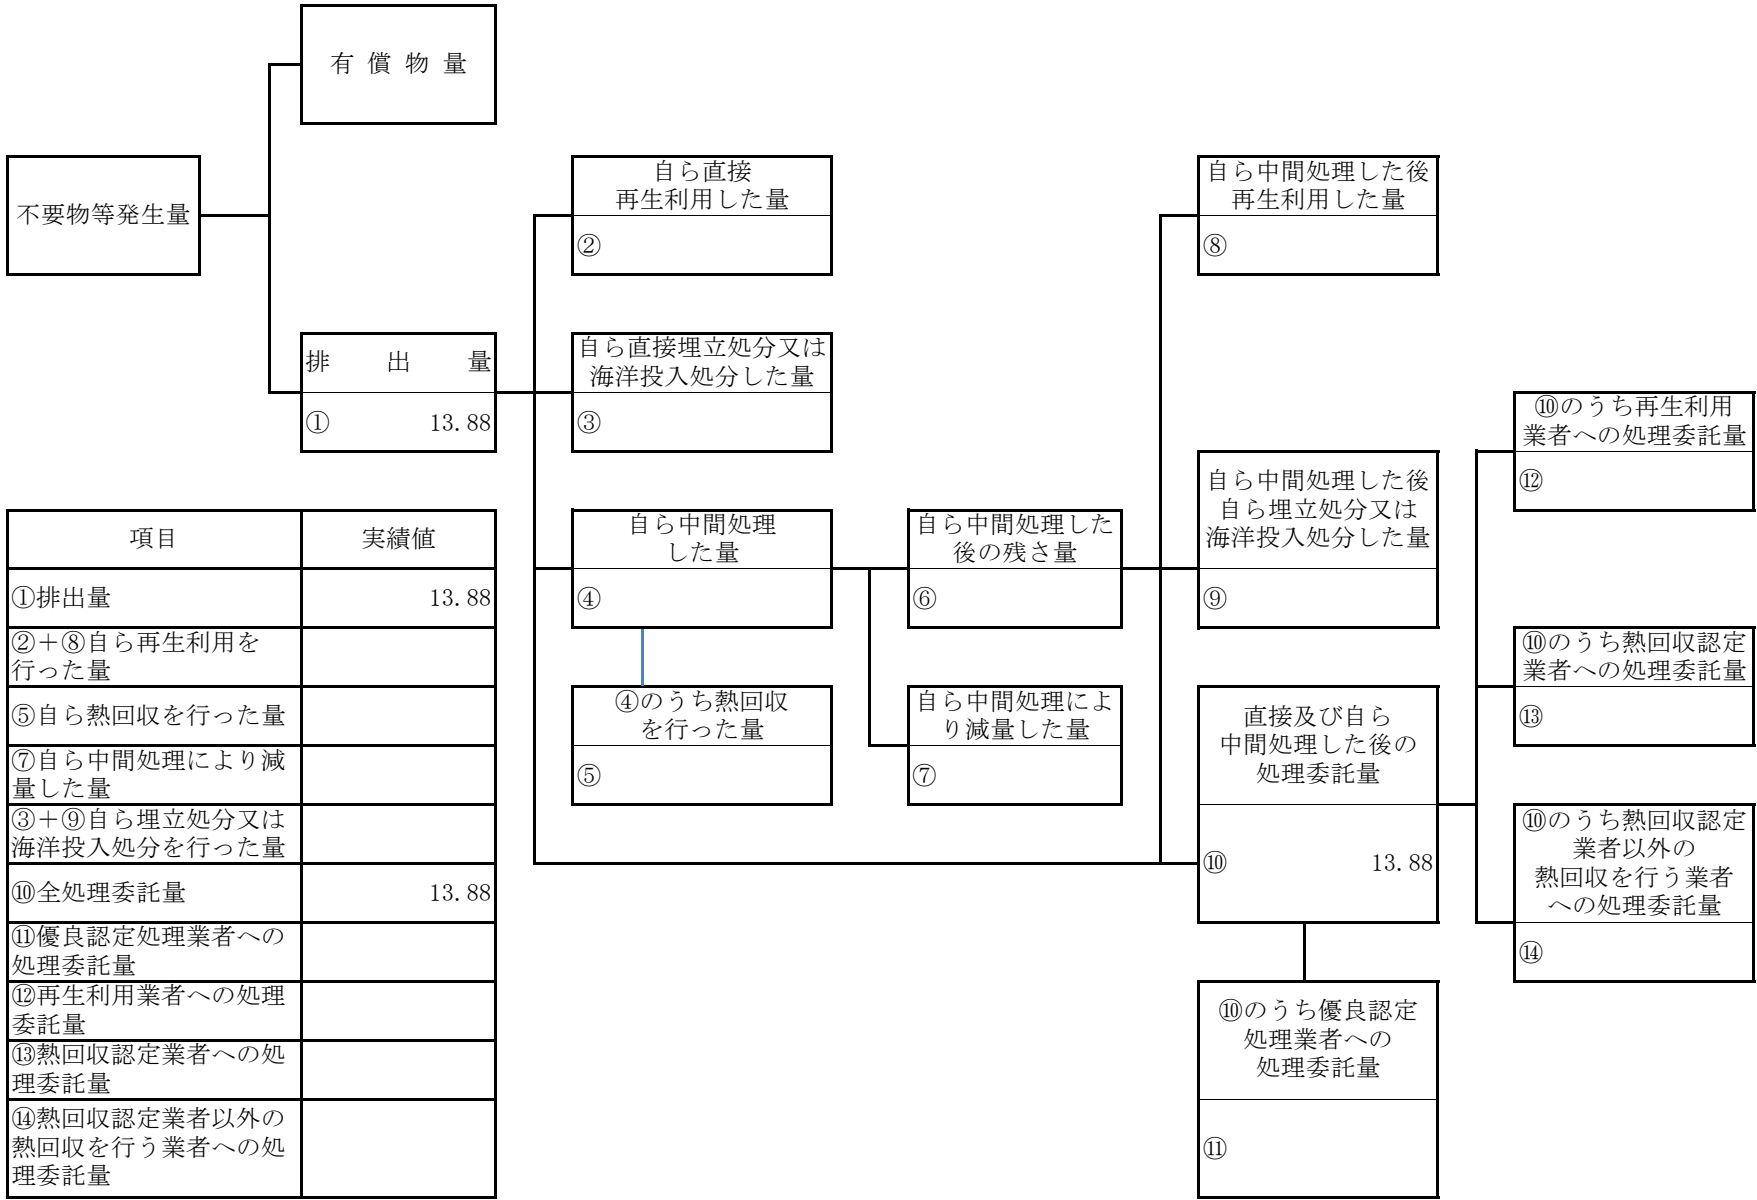 有 償 物 量
不要物等発生量
自ら直接
再生利用した量
②
自ら中間処理した後
再生利用した量
⑧
排 出 量
① 13.88
自ら直接埋立処分又は
海洋投入処分した量
③
⑩のうち再生利用
業者への処理委託量
⑫
自ら中間処理した後
自ら埋立処分又は
海洋投入処分した量
⑨
自ら中間処理
した量
④
自ら中間処理した
後の残さ量
⑥
④のうち熱回収
を行った量
⑤
自ら中間処理によ
り減量した量
⑦
直接及び自ら
中間処理した後の
処理委託量
⑩ 13.88
⑩のうち熱回収認定
業者への処理委託量
⑬
⑩のうち熱回収認定
業者以外の
熱回収を行う業者
への処理委託量
⑭
⑩のうち優良認定
処理業者への
処理委託量
⑪
項目 実績値
①排出量 13.88
②＋⑧自ら再生利用を
行った量
⑤自ら熱回収を行った量
⑦自ら中間処理により減
量した量
③＋⑨自ら埋立処分又は
海洋投入処分を行った量
⑩全処理委託量 13.88
⑪優良認定処理業者への
処理委託量
⑫再生利用業者への処理
委託量
⑬熱回収認定業者への処
理委託量
⑭熱回収認定業者以外の
熱回収を行う業者への処
理委託量